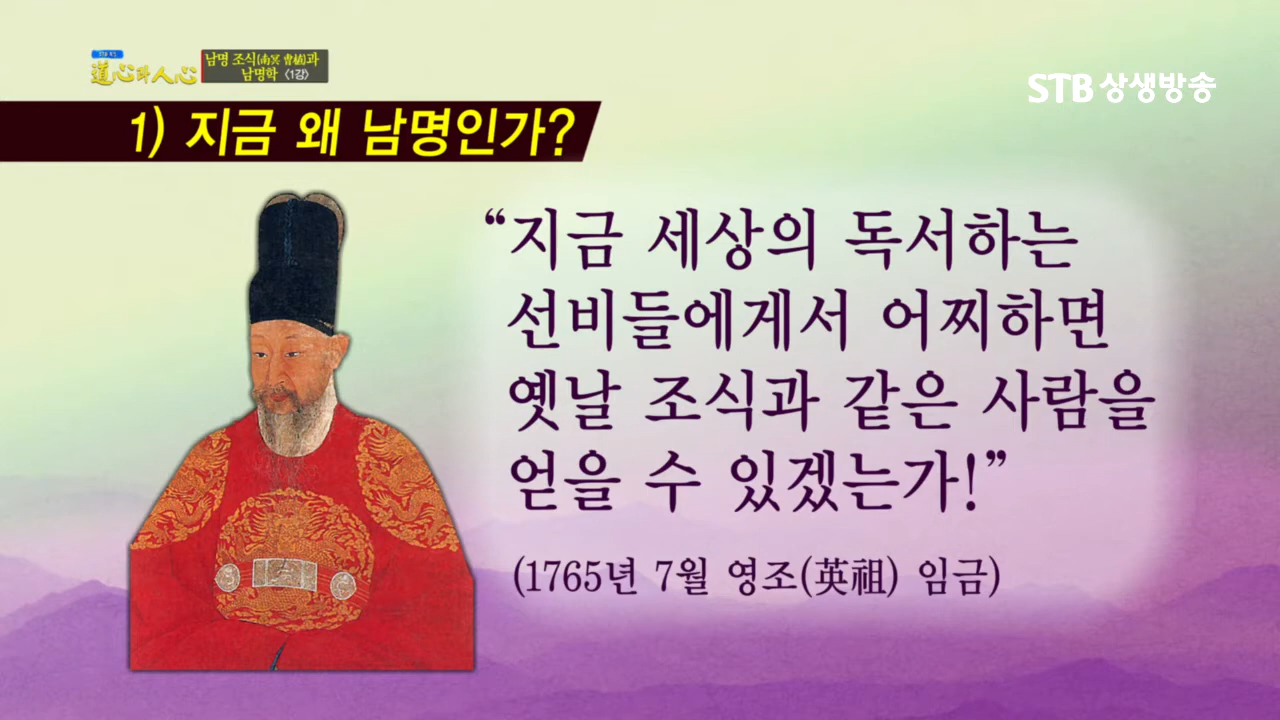 道心과 人心
남명 조식(南冥 曺植)과
남명학 <1강>
STB 상생방송
1) 지금 왜 남명인가?
“지금 세상의 독서하는
선비들에게서 어찌하면
옛날 조식과 같은 사람을
얻을 수 있겠는가!”
(1765년 7월 영조(英祖) 임금)